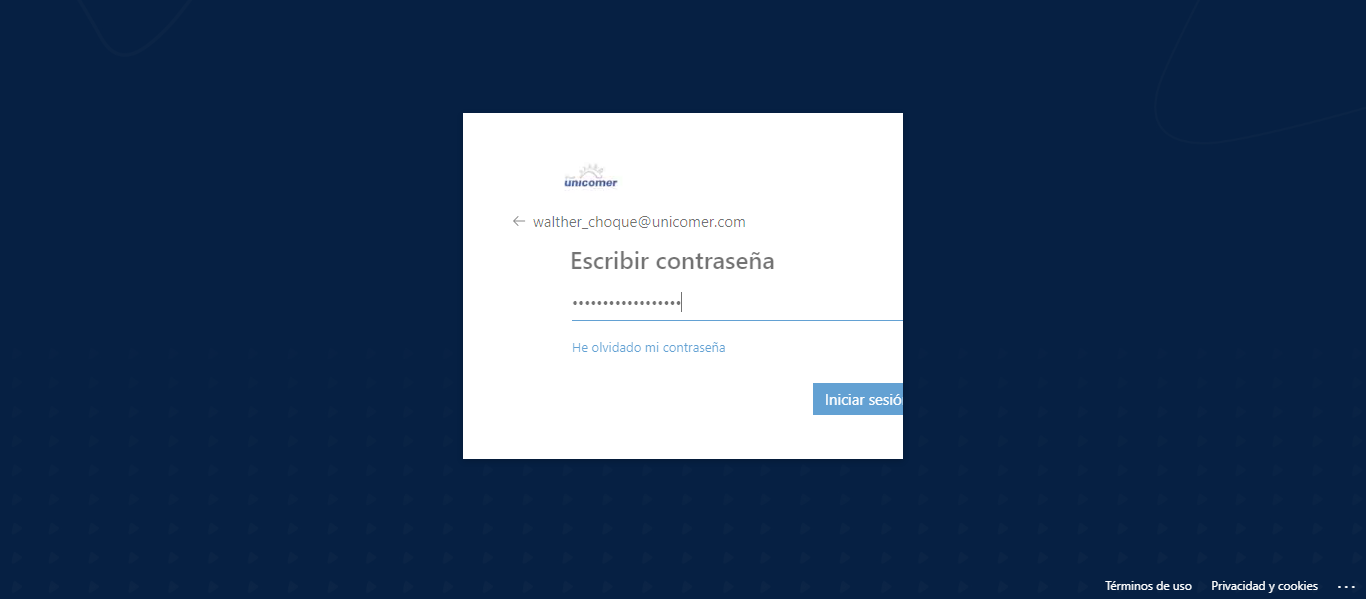 unicomer
walther_choque@unicomer.com
Escribir contraseña
••••••••••••••••••
He olvidado mi contraseña
Iniciar sesió
Términos de uso Privacidad y cookies ...